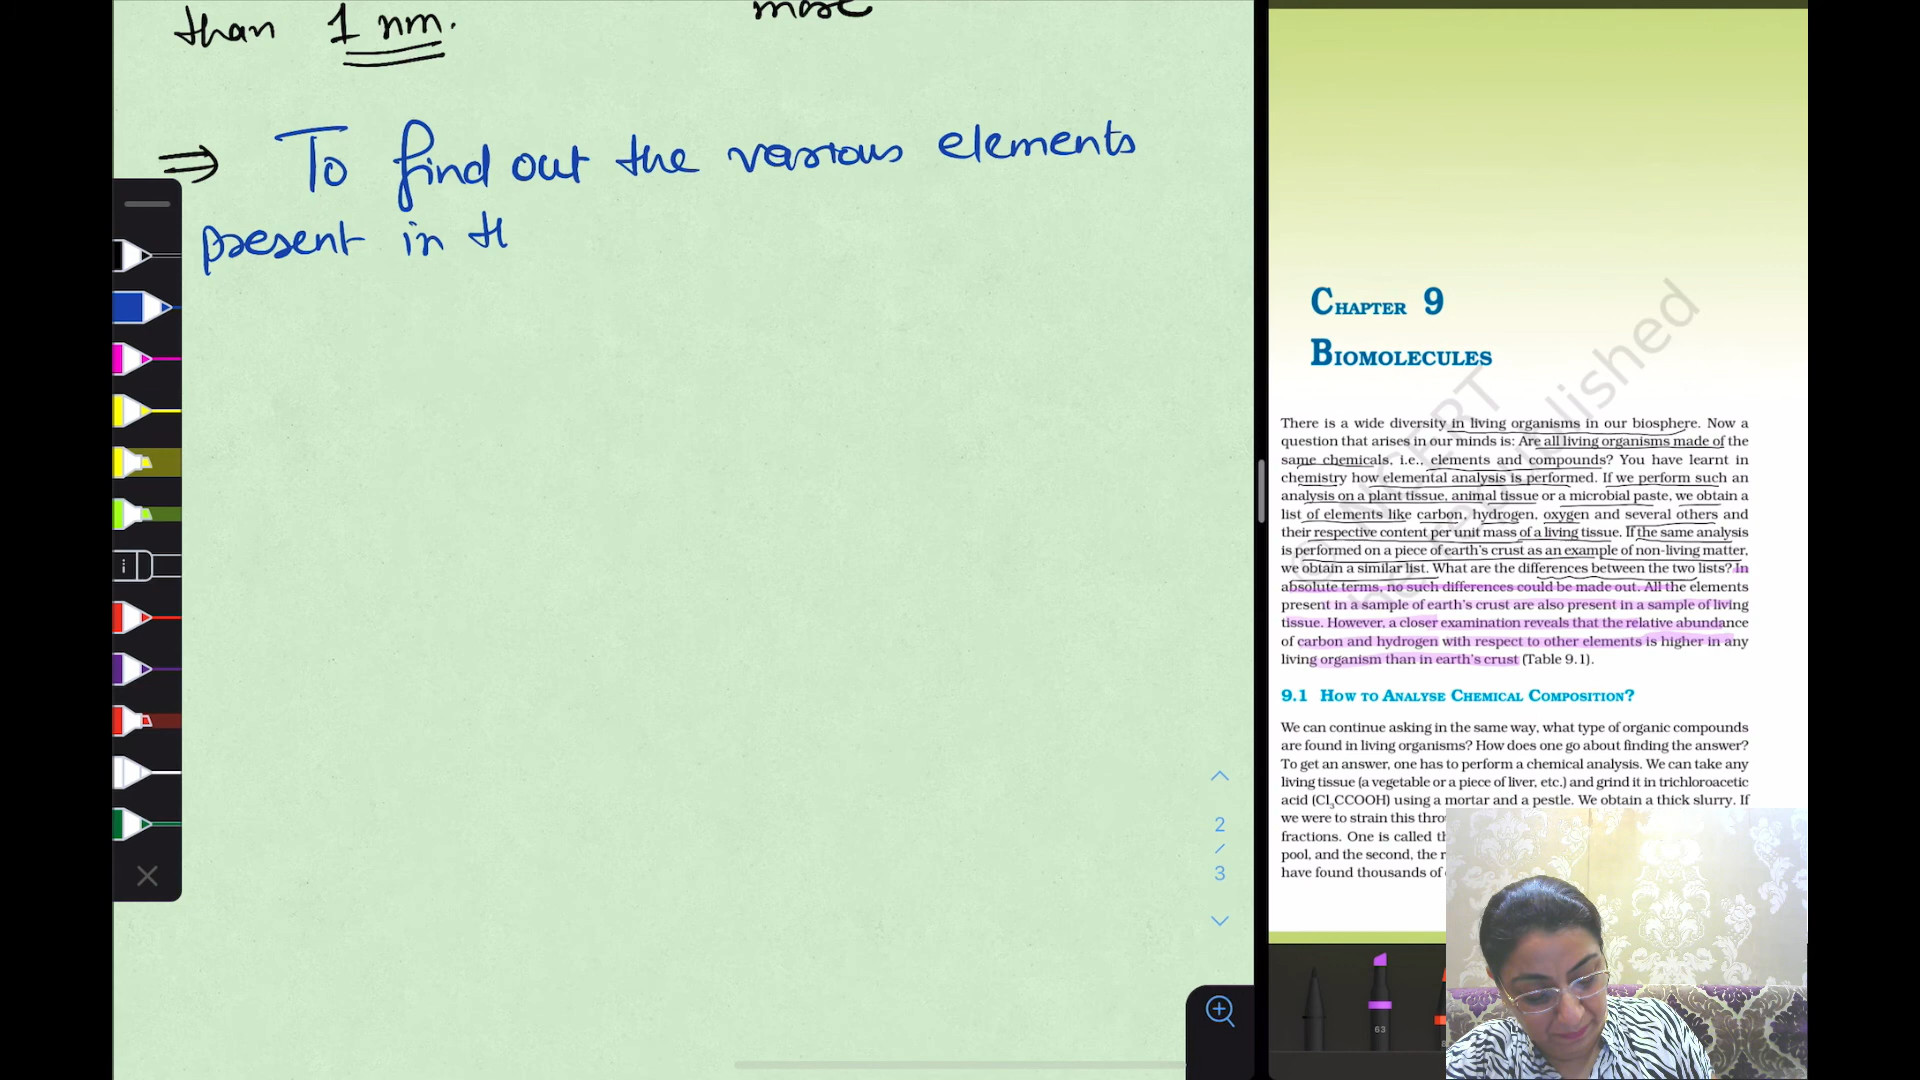 more
than 1 nm.
⇒ To find out the various elements
present in th
2
/
3
CHAPTER 9
BIOMOLECULES
There is a wide diversity in living organisms in our biosphere. Now a
question that arises in our minds is: Are all living organisms made of the
same chemicals, i.e., elements and compounds? You have learnt in
chemistry how elemental analysis is performed. If we perform such an
analysis on a plant tissue, animal tissue or a microbial paste, we obtain a
list of elements like carbon, hydrogen, oxygen and several others and
their respective content per unit mass of a living tissue. If the same analysis
is performed on a piece of earth's crust as an example of non-living matter,
we obtain a similar list. What are the differences between the two lists? In
absolute terms, no such differences could be made out. All the elements
present in a sample of earth's crust are also present in a sample of living
tissue. However, a closer examination reveals that the relative abundance
of carbon and hydrogen with respect to other elements is higher in any
living organism than in earth's crust (Table 9.1).
9.1 HOW TO ANALYSE CHEMICAL COMPOSITION?
We can continue asking in the same way, what type of organic compounds
are found in living organisms? How does one go about finding the answer?
To get an answer, one has to perform a chemical analysis. We can take any
living tissue (a vegetable or a piece of liver, etc.) and grind it in trichloroacetic
acid (Cl3CCOOH) using a mortar and a pestle. We obtain a thick slurry. If
we were to strain this thro
fractions. One is called th
pool, and the second, the r
have found thousands of
© NCERT
published
63